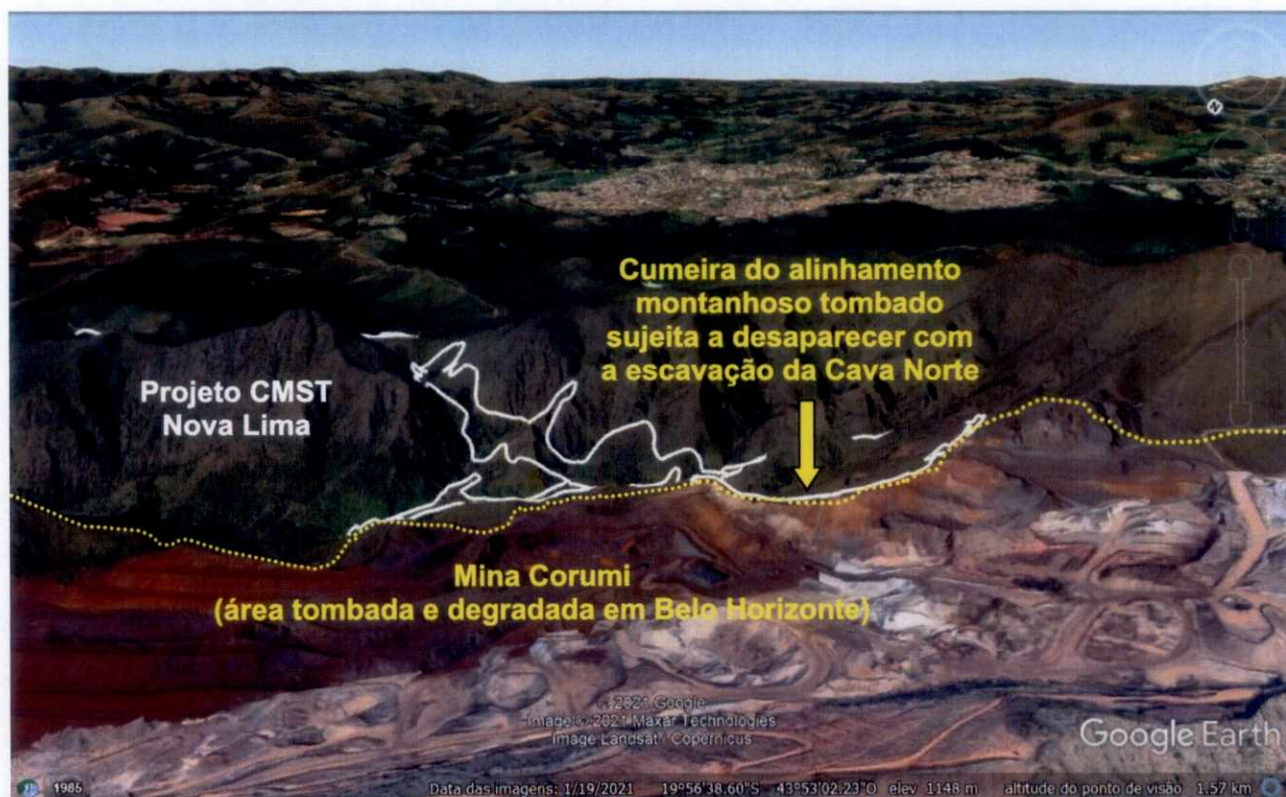 N
Cumeira do alinhamento
montanhoso tombado
sujeita a desaparecer com
a escavação da Cava Norte
Projeto CMST
Nova Lima
Mina Corumi
(área tombada e degradada em Belo Horizonte)
© 2021 Google
Image © 2021 Maxar Technologies
Image Landsat / Copernicus
Google Earth
1985
Data das imagens: 1/19/2021 19°56'38.60"S 43°53'02.23"O elev 1148 m altitude do ponto de visão 1.57 km